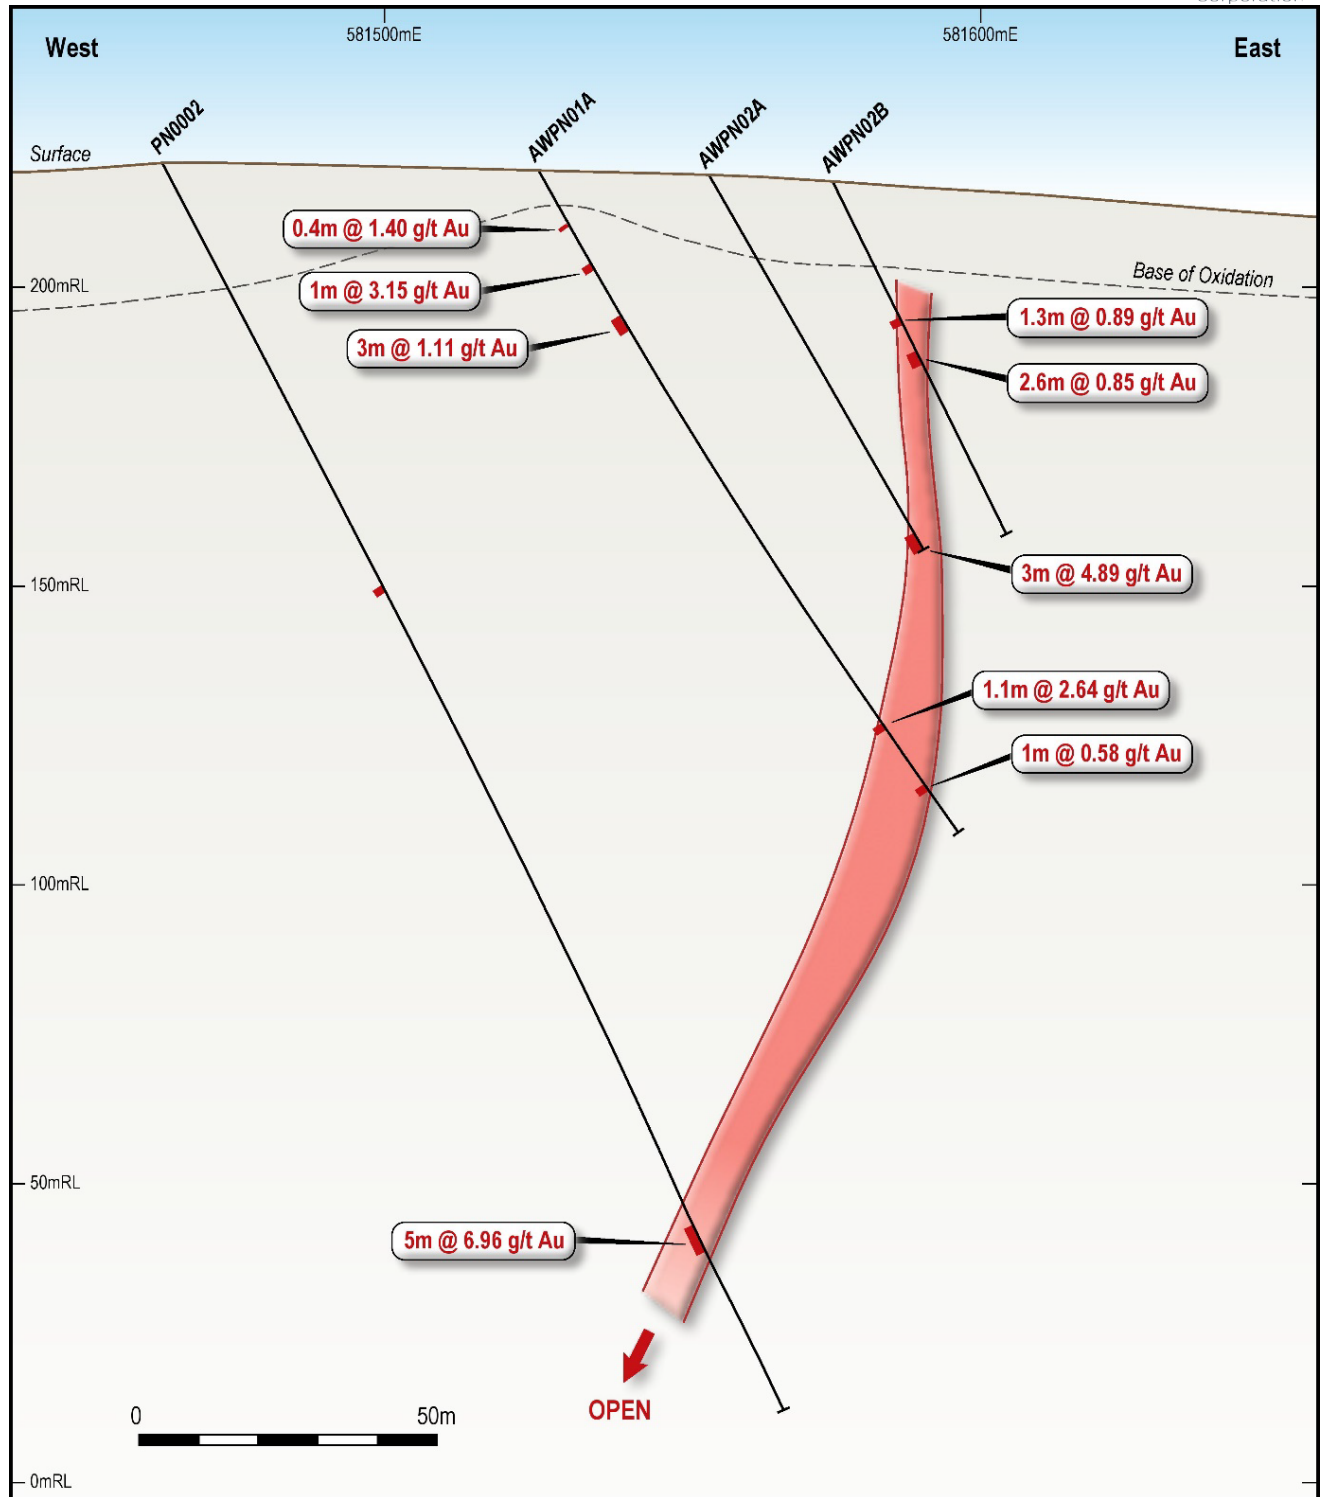 Corporation
581500mE
581600mE
West
East
PN0002
AWPN01A
AWPN02A
AWPN02B
Surface
0.4m @ 1.40 g/t Au
1m @ 3.15 g/t Au
3m @ 1.11 g/t Au
200mRL
Base of Oxidation
1.3m @ 0.89 g/t Au
2.6m @ 0.85 g/t Au
150mRL
3m @ 4.89 g/t Au
1.1m @ 2.64 g/t Au
1m @ 0.58 g/t Au
100mRL
50mRL
5m @ 6.96 g/t Au
OPEN
0
50m
0mRL